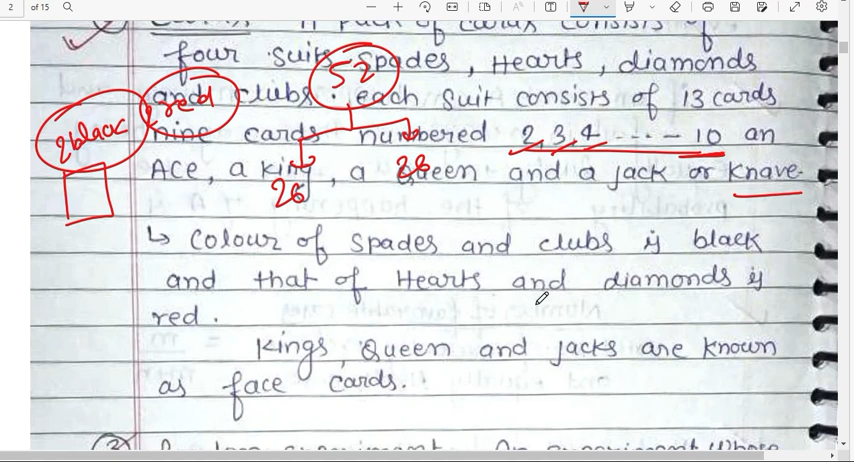 2 of 15
A pack of cards consists of
four suits Spades, Hearts, diamonds
and clubs. each suit consists of 13 cards
nine cards numbered 2, 3, 4 ..... 10 an
ACe, a king, a Queen and a jack or knave
↳ Colour of spades and clubs is black
and that of Hearts and diamonds is
red.
Kings, Queen and jacks are known
as face cards.
52
2 red
2 black
26
26